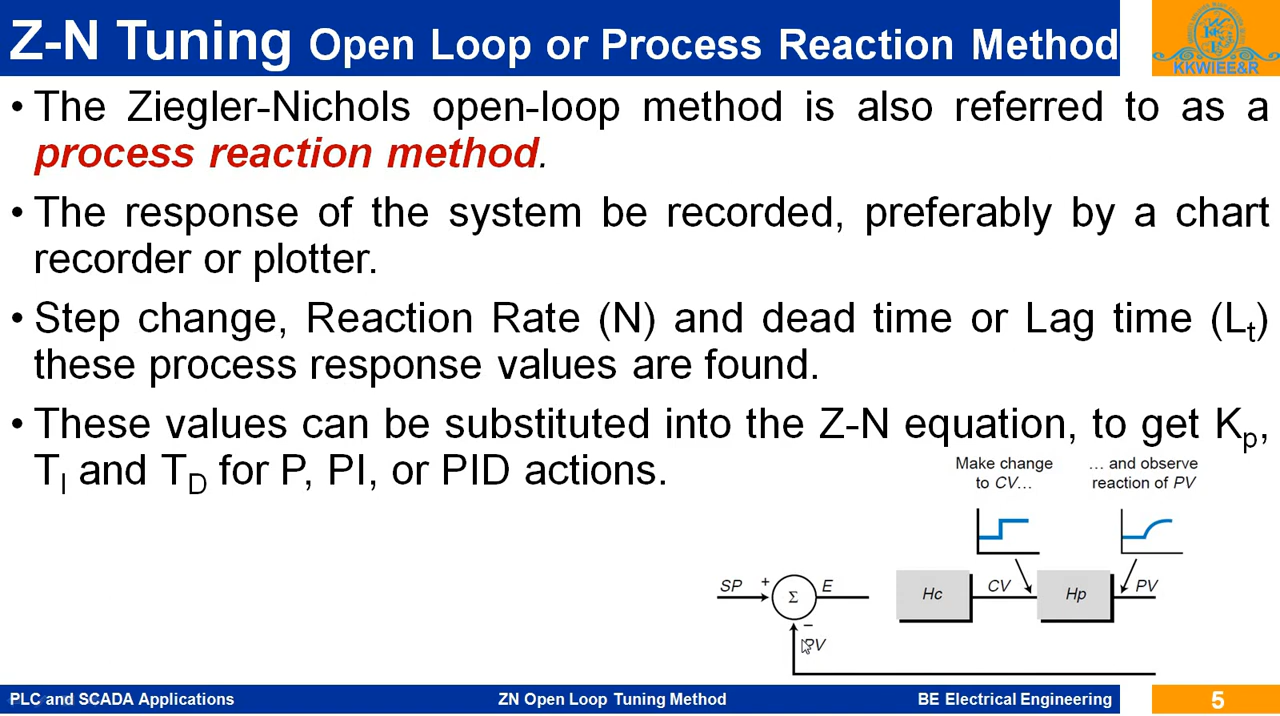 Z-N Tuning Open Loop or Process Reaction Method
KKWIEE&R
• The Ziegler-Nichols open-loop method is also referred to as a
process reaction method.
• The response of the system be recorded, preferably by a chart
recorder or plotter.
• Step change, Reaction Rate (N) and dead time or Lag time (Lt)
these process response values are found.
• These values can be substituted into the Z-N equation, to get Kp,
TI and TD for P, PI, or PID actions.
Make change
to CV...
... and observe
reaction of PV
SP
+
Σ
E
Hc
CV
Hp
PV
−
PV
PLC and SCADA Applications
ZN Open Loop Tuning Method
BE Electrical Engineering
5